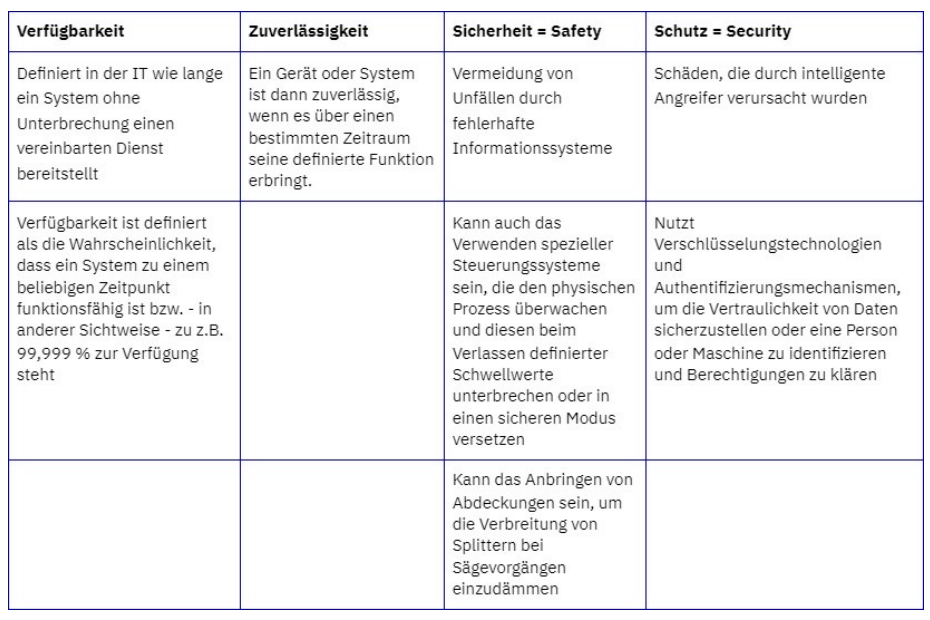 Verfügbarkeit
Zuverlässigkeit
Sicherheit = Safety
Schutz = Security
Definiert in der IT wie lange
ein System ohne
Unterbrechung einen
vereinbarten Dienst
bereitstellt
Ein Gerät oder System
ist dann zuverlässig,
wenn es über einen
bestimmten Zeitraum
seine definierte Funktion
erbringt.
Vermeidung von
Unfällen durch
fehlerhafte
Informationssysteme
Schäden, die durch intelligente
Angreifer verursacht wurden
Verfügbarkeit ist definiert
als die Wahrscheinlichkeit,
dass ein System zu einem
beliebigen Zeitpunkt
funktionsfähig ist bzw. - in
anderer Sichtweise - zu z.B.
99,999 % zur Verfügung
steht
Kann auch das
Verwenden spezieller
Steuerungssysteme
sein, die den physischen
Prozess überwachen
und diesen beim
Verlassen definierter
Schwellwerte
unterbrechen oder in
einen sicheren Modus
versetzen
Nutzt
Verschlüsselungstechnologien
und
Authentifizierungsmechanismen,
um die Vertraulichkeit von Daten
sicherzustellen oder eine Person
oder Maschine zu identifizieren
und Berechtigungen zu klären
Kann das Anbringen von
Abdeckungen sein, um
die Verbreitung von
Splittern bei
Sägevorgängen
einzudämmen